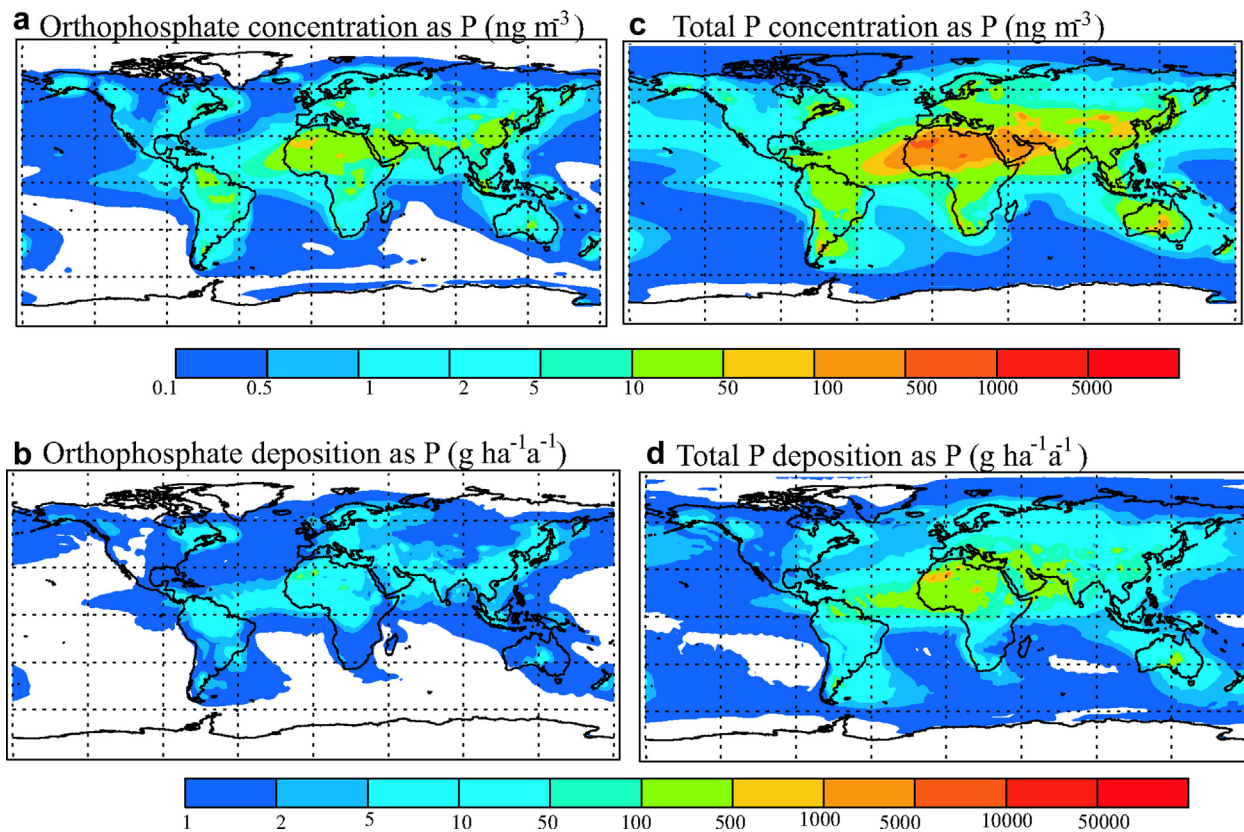 a Orthophosphate concentration as P (ng m⁻³)
c Total P concentration as P (ng m⁻³)
0.1 0.5 1 2 5 10 50 100 500 1000 5000
b Orthophosphate deposition as P (g ha⁻¹a⁻¹)
d Total P deposition as P (g ha⁻¹a⁻¹)
1 2 5 10 50 100 500 1000 5000 10000 50000